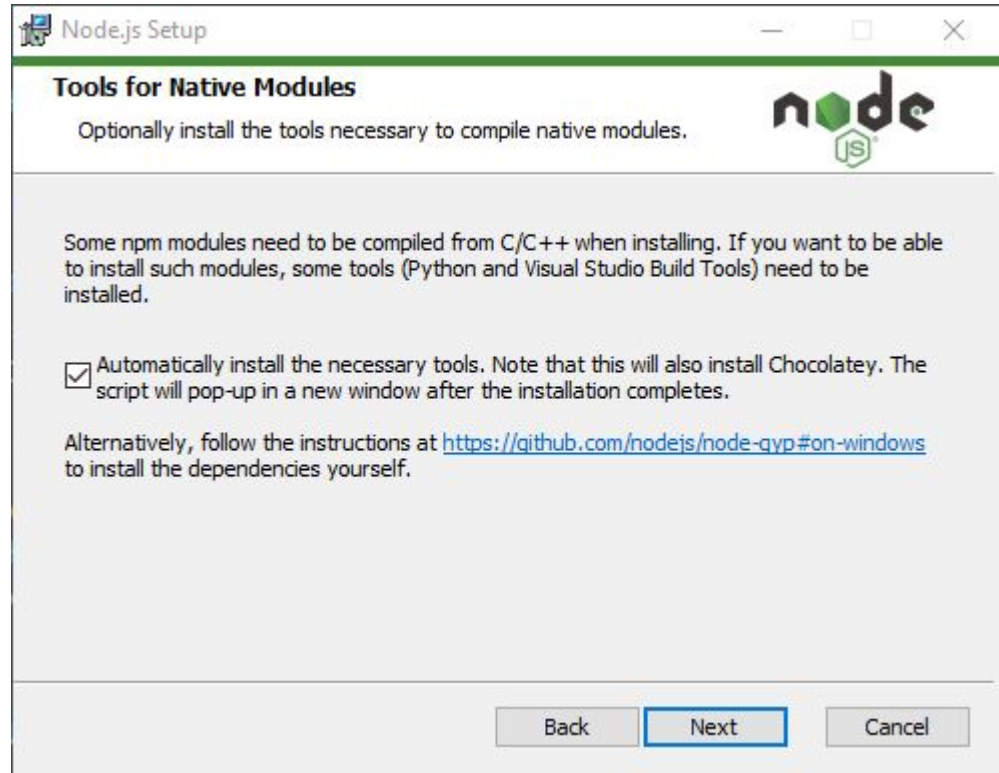 Node.js Setup
Tools for Native Modules
Optionally install the tools necessary to compile native modules.
node
JS
Some npm modules need to be compiled from C/C++ when installing. If you want to be able
to install such modules, some tools (Python and Visual Studio Build Tools) need to be
installed.
Automatically install the necessary tools. Note that this will also install Chocolatey. The
script will pop-up in a new window after the installation completes.
Alternatively, follow the instructions at https://github.com/nodejs/node-gyp#on-windows
to install the dependencies yourself.
Back
Next
Cancel